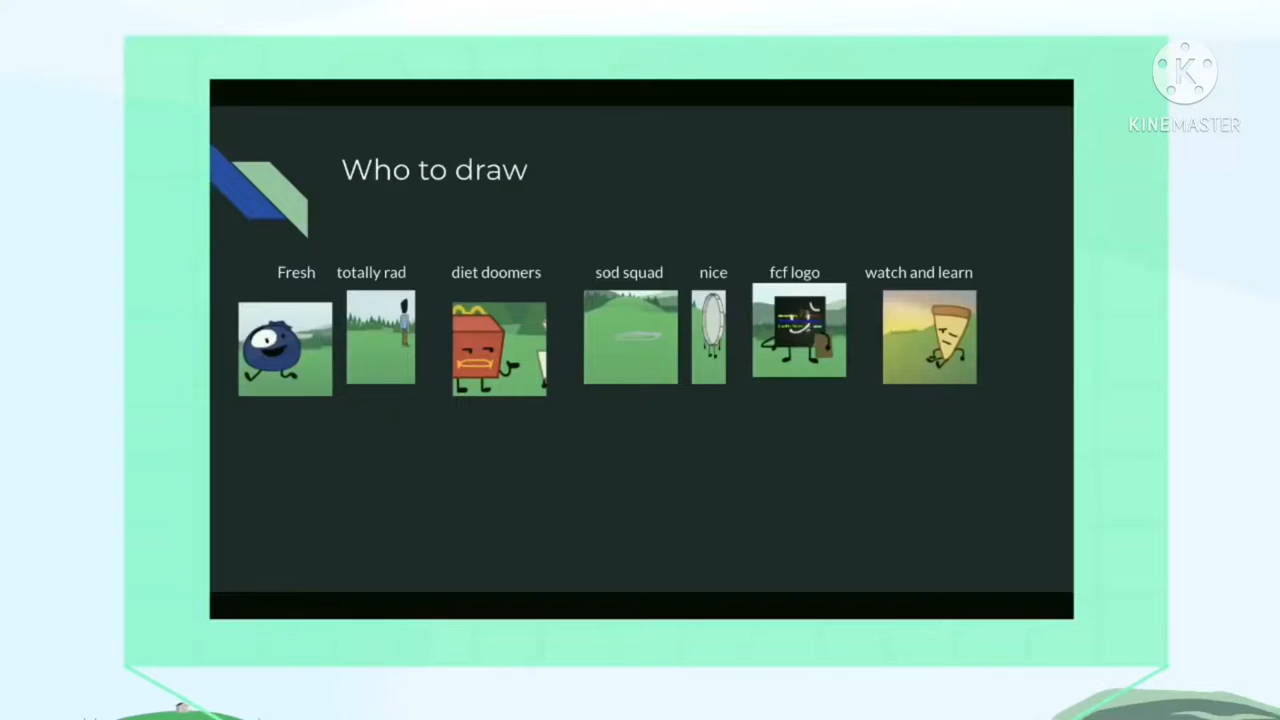 Who to draw
Fresh totally rad diet doomers sod squad nice fcf logo watch and learn
K
KINEMASTER